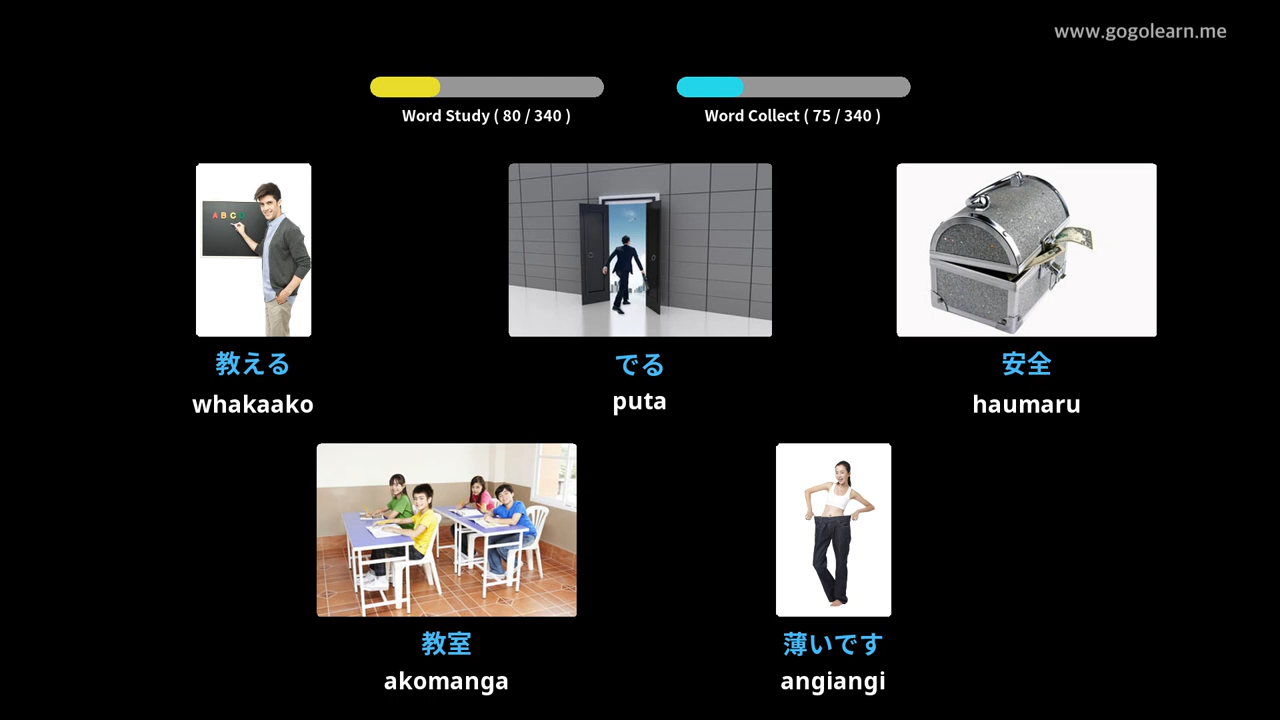 www.gogolearn.me
Word Study ( 80 / 340 )
Word Collect ( 75 / 340 )
A B C D
教える
でる
安全
whakaako
puta
haumaru
教室
薄いです
akomanga
angiangi